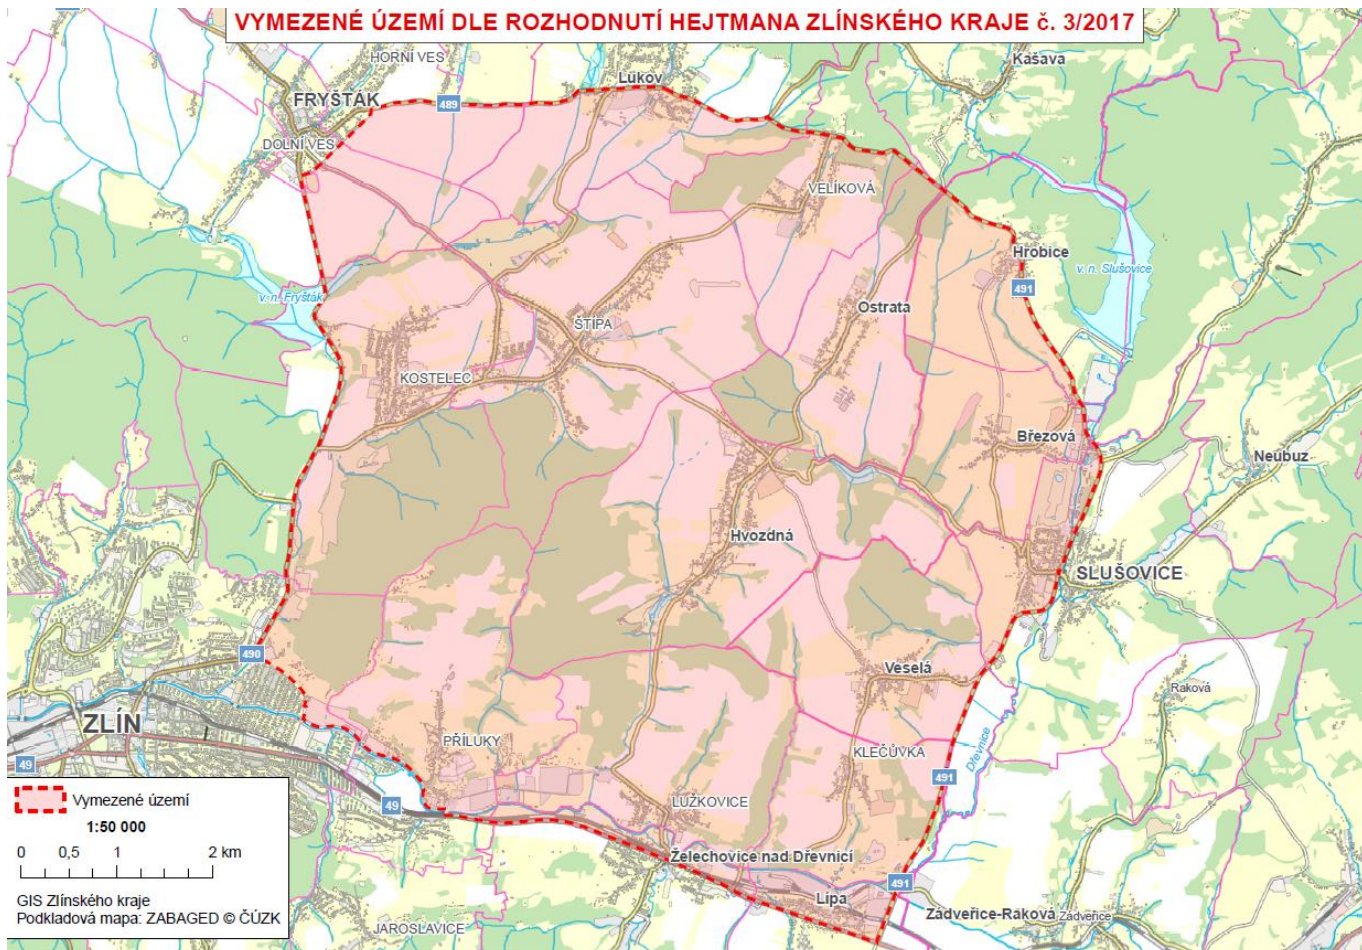 VYMEZENÉ ÚZEMÍ DLE ROZHODNUTÍ HEJTMANA ZLÍNSKÉHO KRAJE č. 3/2017
HORNÍ VES
Kašava
Lukov
FRYŠTÁK
489
DOLNÍ VES
VELÍKOVÁ
Hrobice
v. n. Slušovice
491
v. n. Fryšták
Ostrata
ŠTÍPA
KOSTELEC
Březová
Neubuz
Hvozdná
SLUŠOVICE
490
Veselá
Raková
ZLÍN
PŘÍLUKY
KLEČŮVKA
Dřevnice
49
491
49
LUŽKOVICE
Želechovice nad Dřevnicí
491
Lípa
Zádveřice-Raková
Zádveřice
JAROSLAVICE
Vymezené území
1:50 000
0 0,5 1 2 km
GIS Zlínského kraje
Podkladová mapa: ZABAGED © ČÚZK